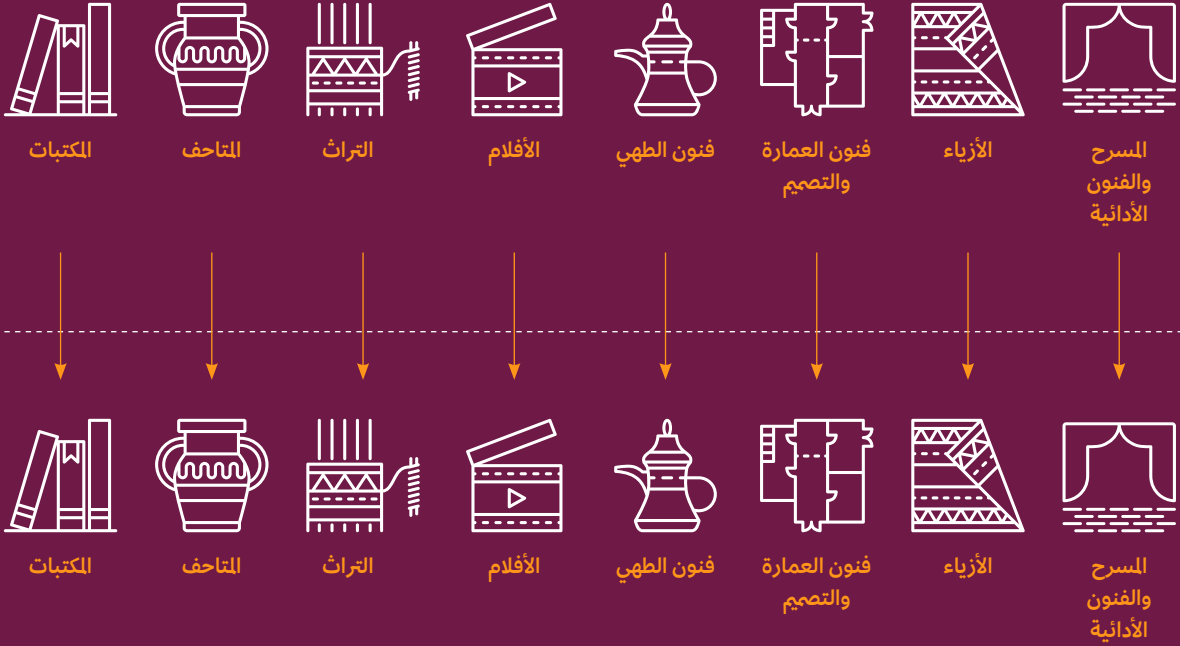 المسرح
والفنون
الأدائية
الأزياء
فنون العمارة
والتصميم
فنون الطهي
الأفلام
التراث
المتاحف
المكتبات
المسرح
والفنون
الأدائية
الأزياء
فنون العمارة
والتصميم
فنون الطهي
الأفلام
التراث
المتاحف
المكتبات